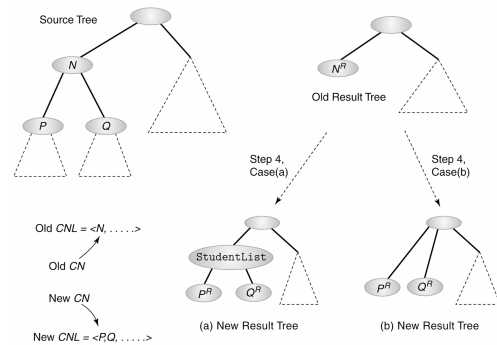 Source Tree
N
P
Q
N^R
Old Result Tree
Step 4,
Case(a)
Step 4,
Case(b)
Old CNL = <N, . . . . .>
Old CN
New CN
New CNL = <P,Q, . . . . .>
StudentList
P^R
Q^R
(a) New Result Tree
P^R
Q^R
(b) New Result Tree